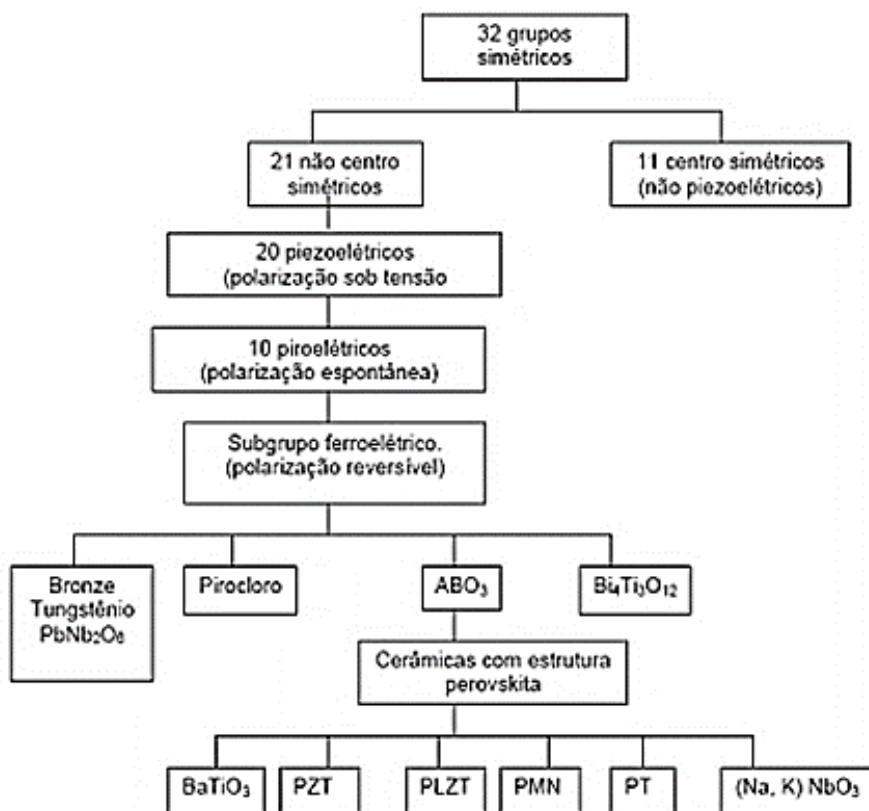 32 grupos
simétricos
21 não centro
simétricos
11 centro simétricos
(não piezoelétricos)
20 piezoelétricos
(polarização sob tensão
10 piroelétricos
(polarização espontânea)
Subgrupo ferroelétrico.
(polarização reversível)
Bronze
Tungstênio
PbNb₂O₆
Pirocloro
ABO₃
Bi₄Ti₃O₁₂
Cerâmicas com estrutura
perovskita
BaTiO₃
PZT
PLZT
PMN
PT
(Na, K) NbO₃